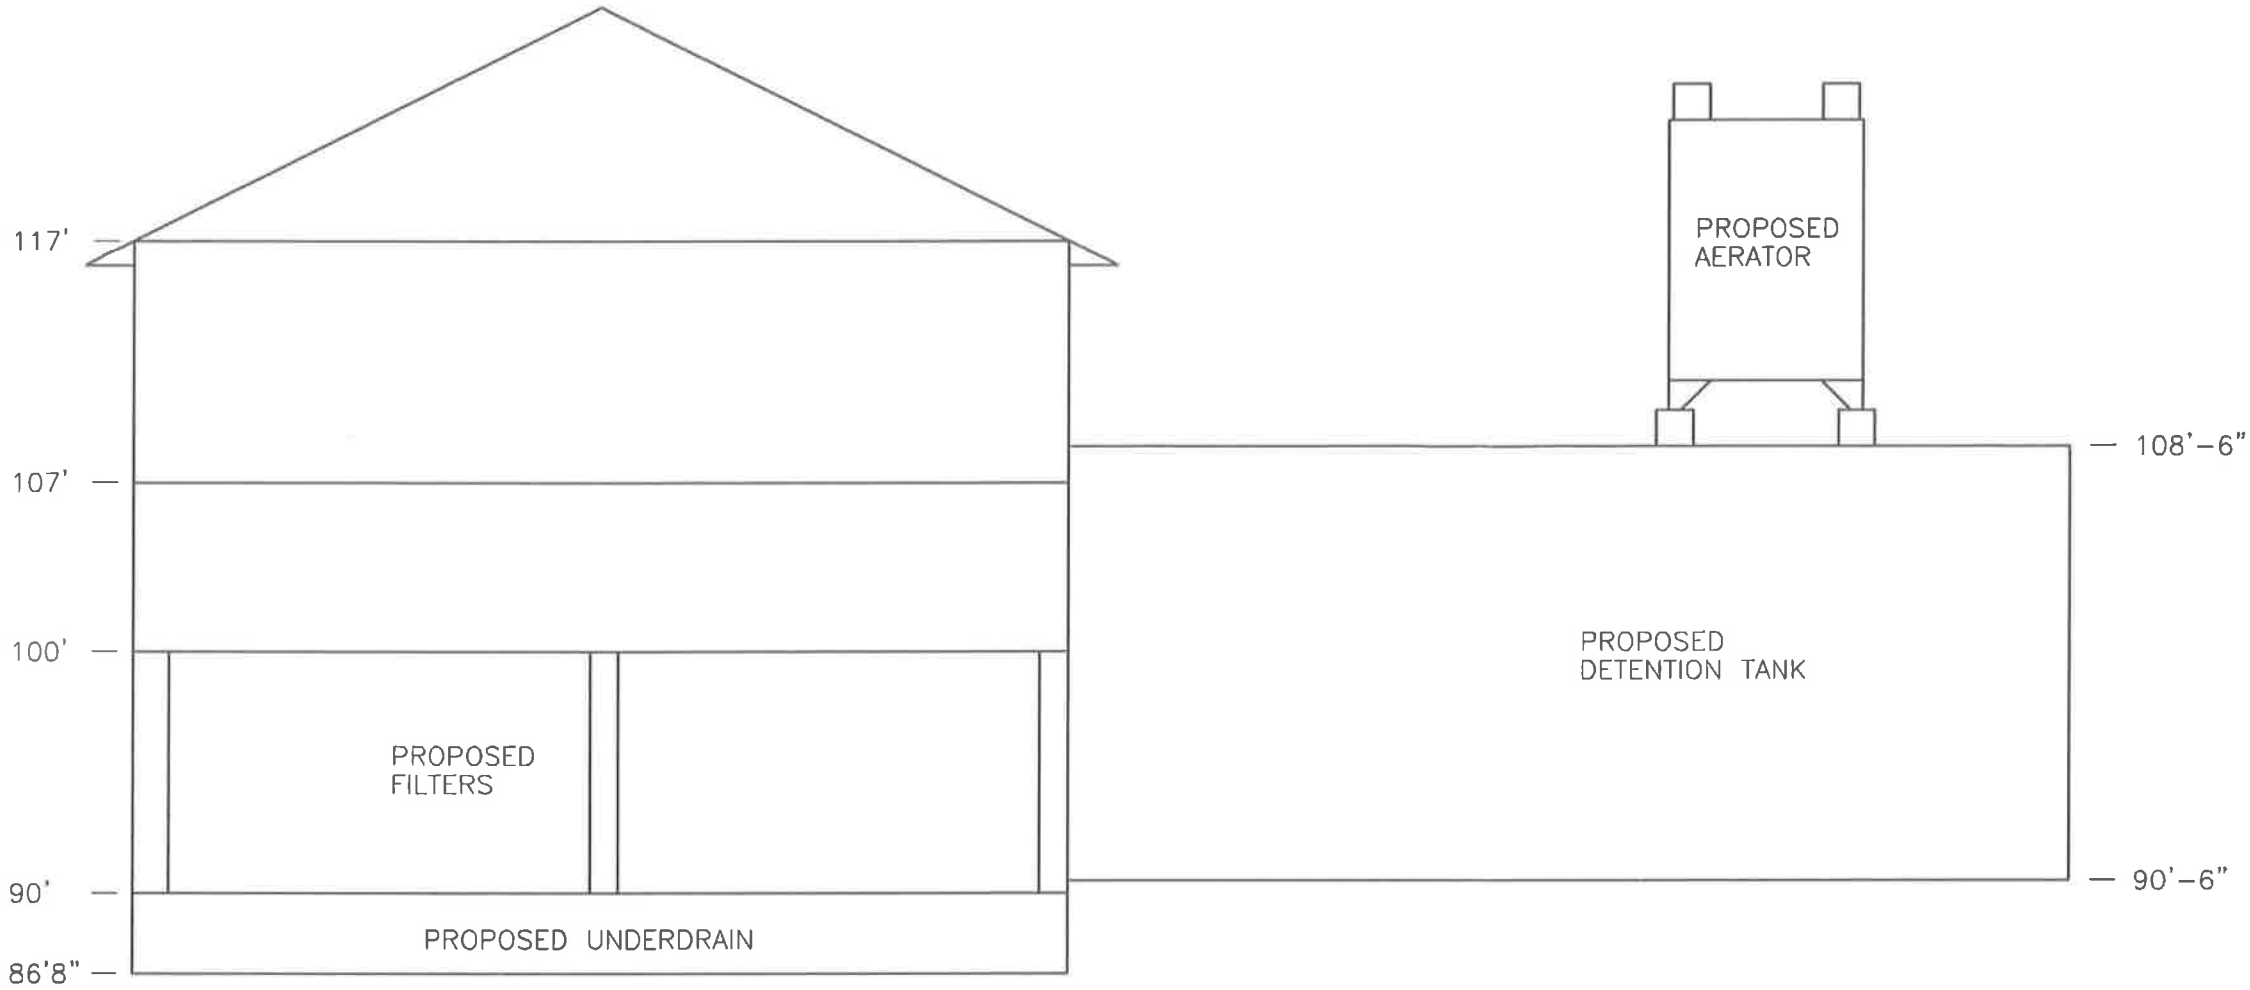 117'
PROPOSED
AERATOR
107'
108'-6"
100'
PROPOSED
DETENTION TANK
PROPOSED
FILTERS
90'
90'-6"
PROPOSED UNDERDRAIN
86'8"